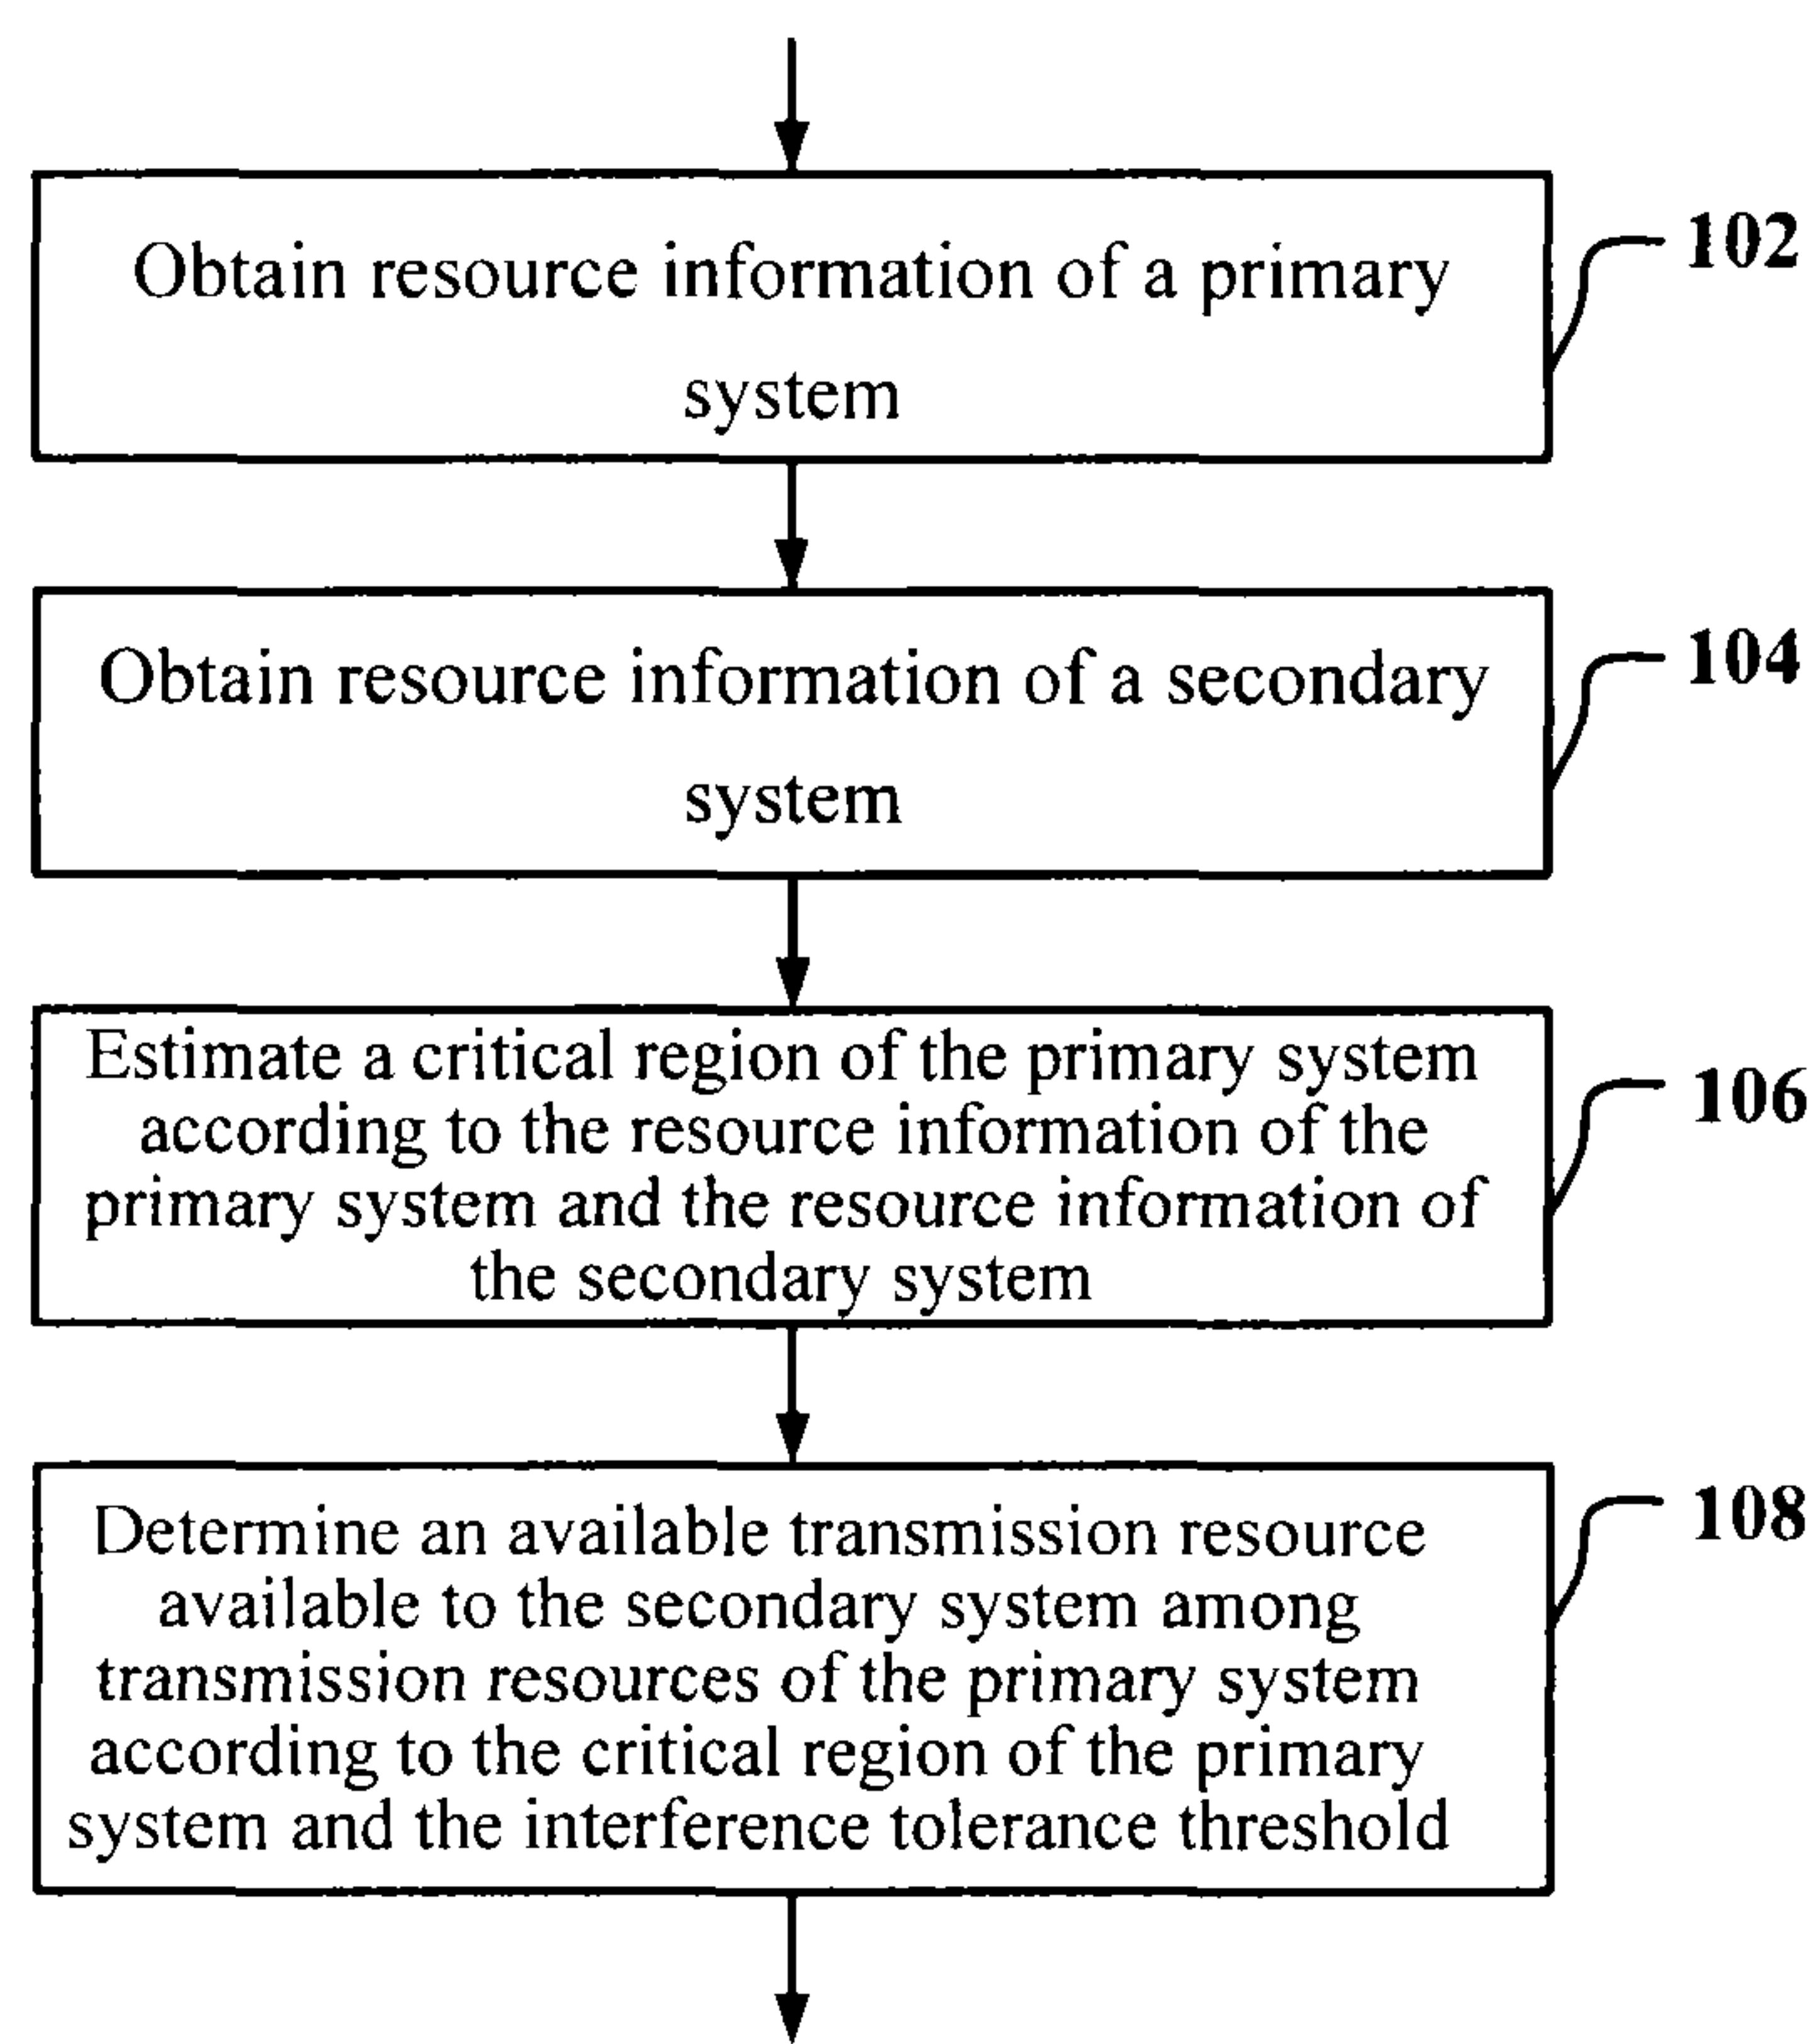 Obtain resource information of a primary
system
102
Obtain resource information of a secondary
system
104
Estimate a critical region of the primary system
according to the resource information of the
primary system and the resource information of
the secondary system
106
Determine an available transmission resource
available to the secondary system among
transmission resources of the primary system
according to the critical region of the primary
system and the interference tolerance threshold
108